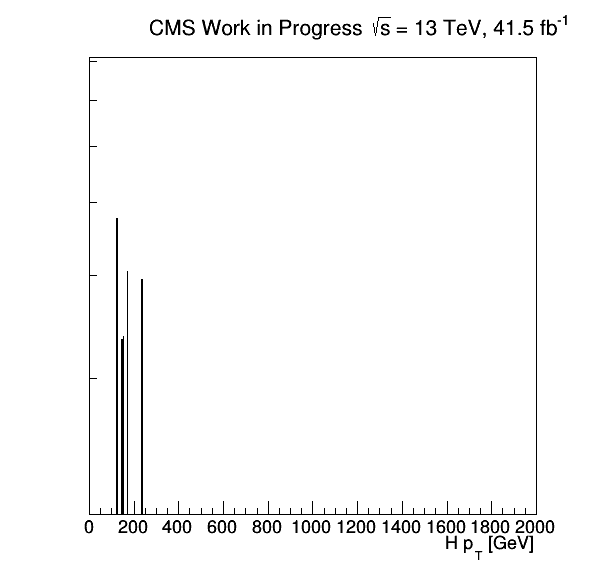 CMS Work in Progress √s = 13 TeV, 41.5 fb⁻¹
0 200 400 600 800 1000 1200 1400 1600 1800 2000
H p_T [GeV]